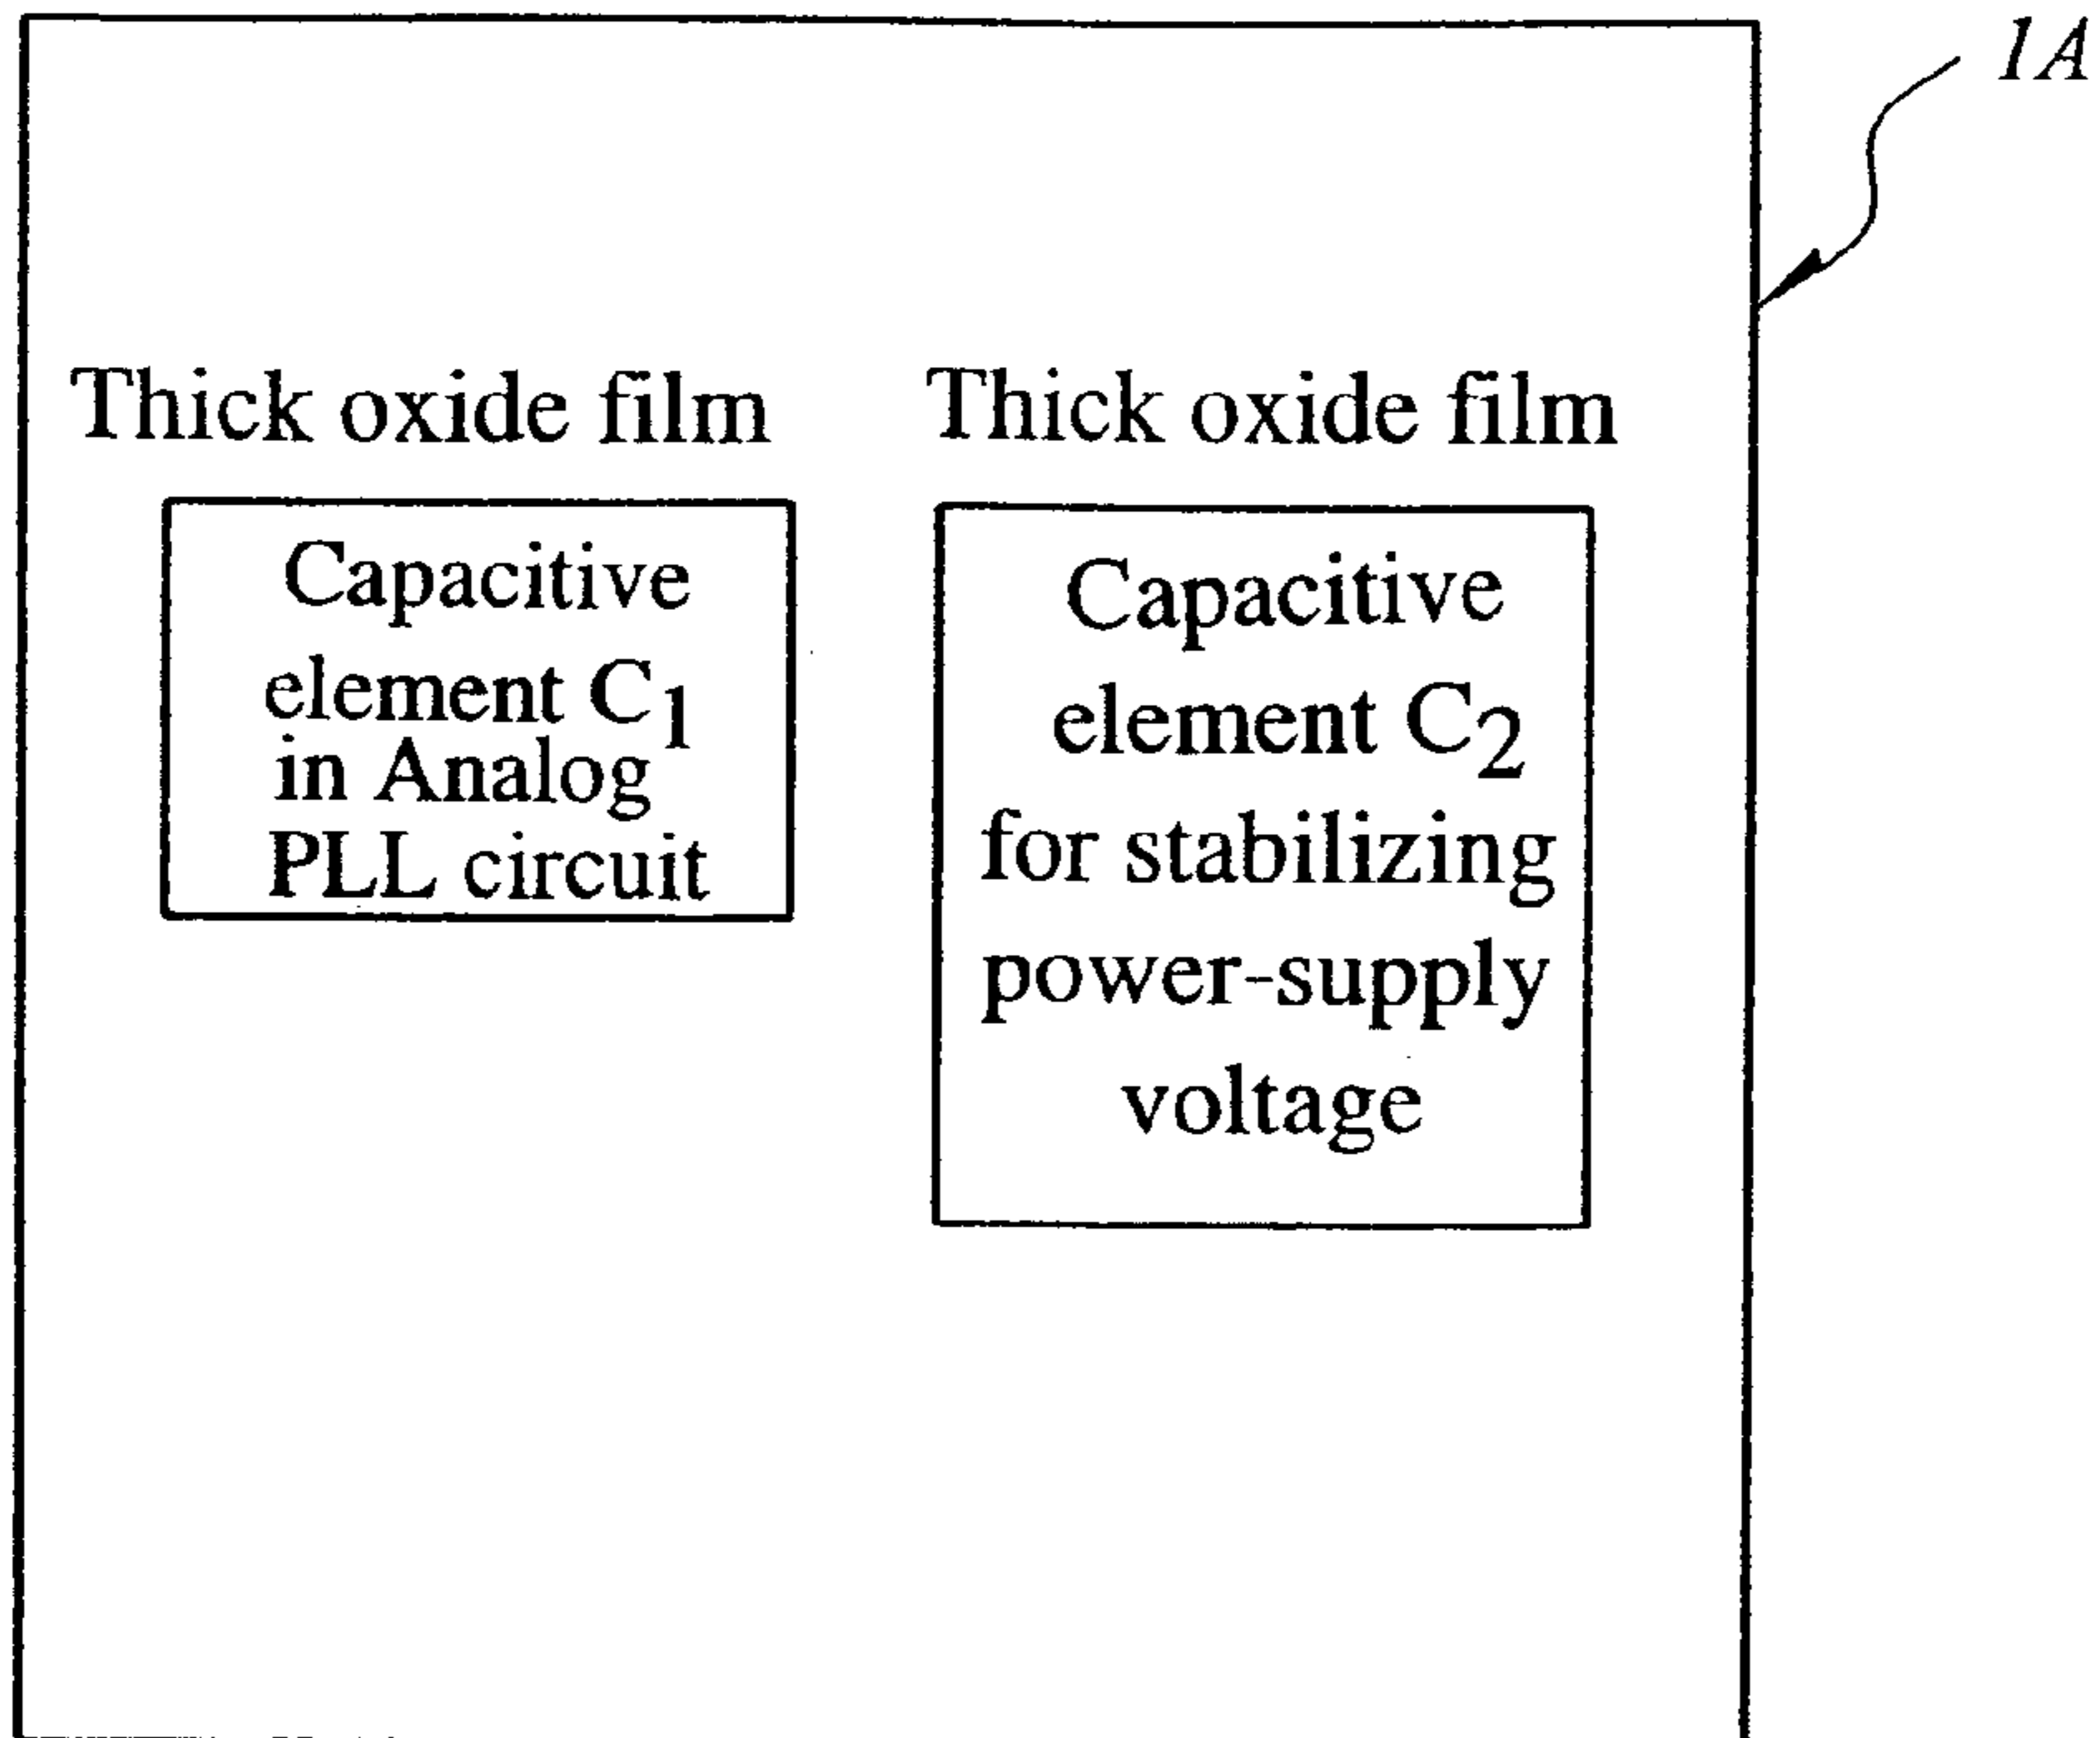 1A
Thick oxide film
Thick oxide film
Capacitive
element C1
in Analog
PLL circuit
Capacitive
element C2
for stabilizing
power-supply
voltage